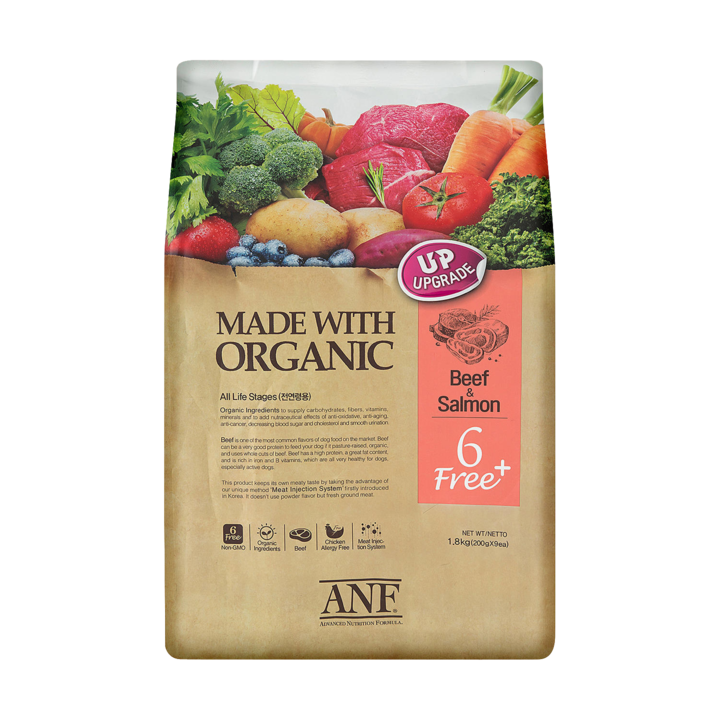 UP
UPGRADE
MADE WITH
ORGANIC
All Life Stages (전연령용)
Organic Ingredients to supply carbohydrates, fibers, vitamins,
minerals and to add nutraceutical effects of anti-oxidative, anti-aging,
anti-cancer, decreasing blood sugar and cholesterol and smooth urination
Beef is one of the most common flavors of dog food on the market. Beef
can be a very good protein to feed your dog if it pasture-raised, organic,
and uses whole cuts of beef. Beef has a high protein, a great fat content,
and is rich in iron and B vitamins, which are all very healthy for dogs,
especially active dogs.
This product keeps its own meaty taste by taking the advantage of
our unique method "Meat Injection System" firstly introduced
in Korea. It doesn't use powder flavor but fresh ground meat.
Beef
&
Salmon
6
Free+
6
Free
Non-GMO
Organic
Ingredients
Beef
Chicken
Allergy Free
Meat Injec-
tion System
NET WT/NETTO
1.8kg(200gX9ea)
ANF®
ADVANCED NUTRITION FORMULA™